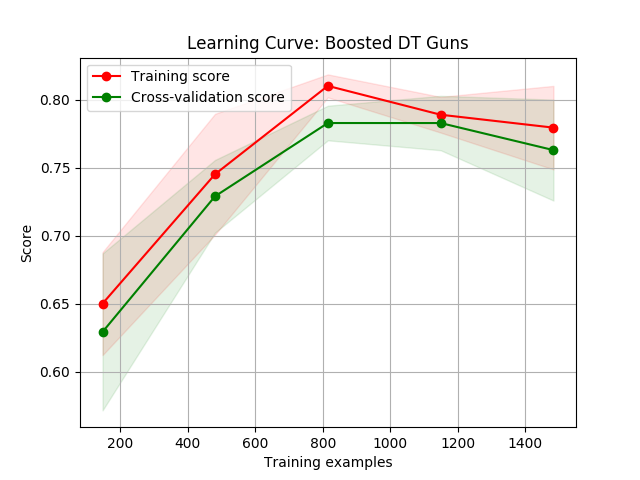 Learning Curve: Boosted DT Guns
Training score
Cross-validation score
Score
0.80
0.75
0.70
0.65
0.60
200 400 600 800 1000 1200 1400
Training examples